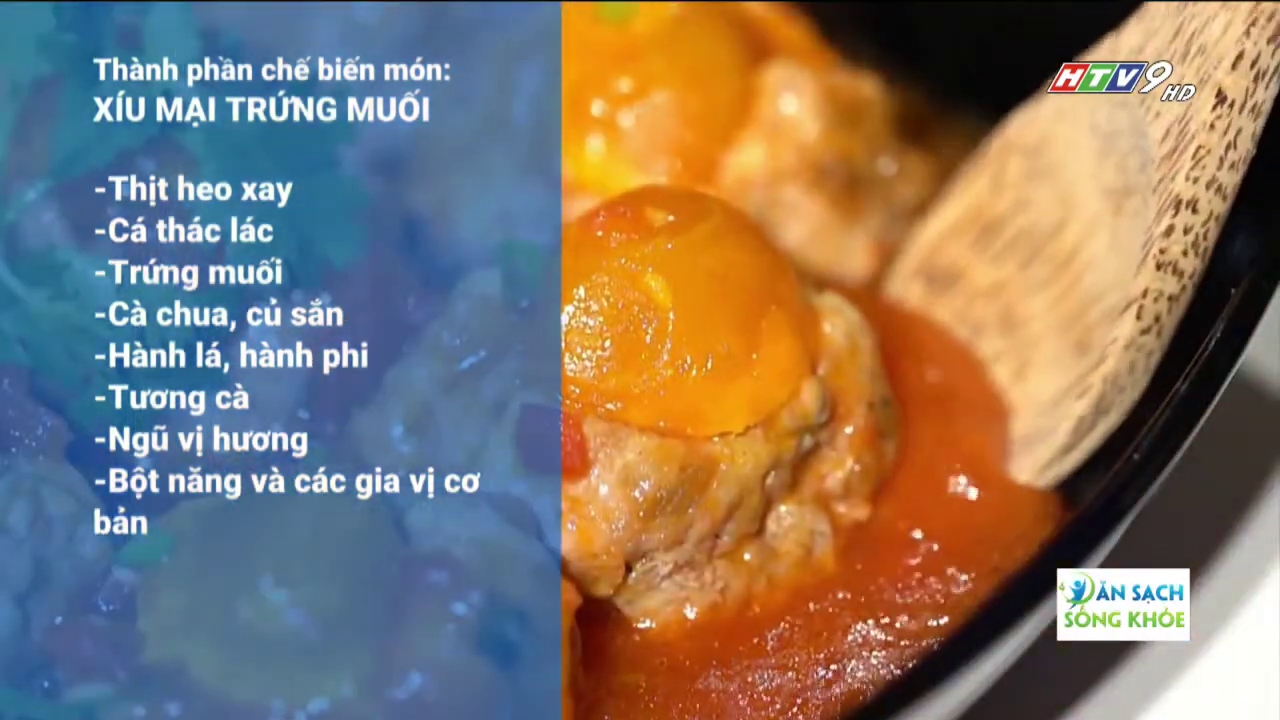 Thành phần chế biến món:
XÍU MẠI TRỨNG MUỐI
-Thịt heo xay
-Cá thác lác
-Trứng muối
-Cà chua, củ sắn
-Hành lá, hành phi
-Tương cà
-Ngũ vị hương
-Bột năng và các gia vị cơ
bản
HTV9
HD
ĂN SẠCH
SỐNG KHỎE